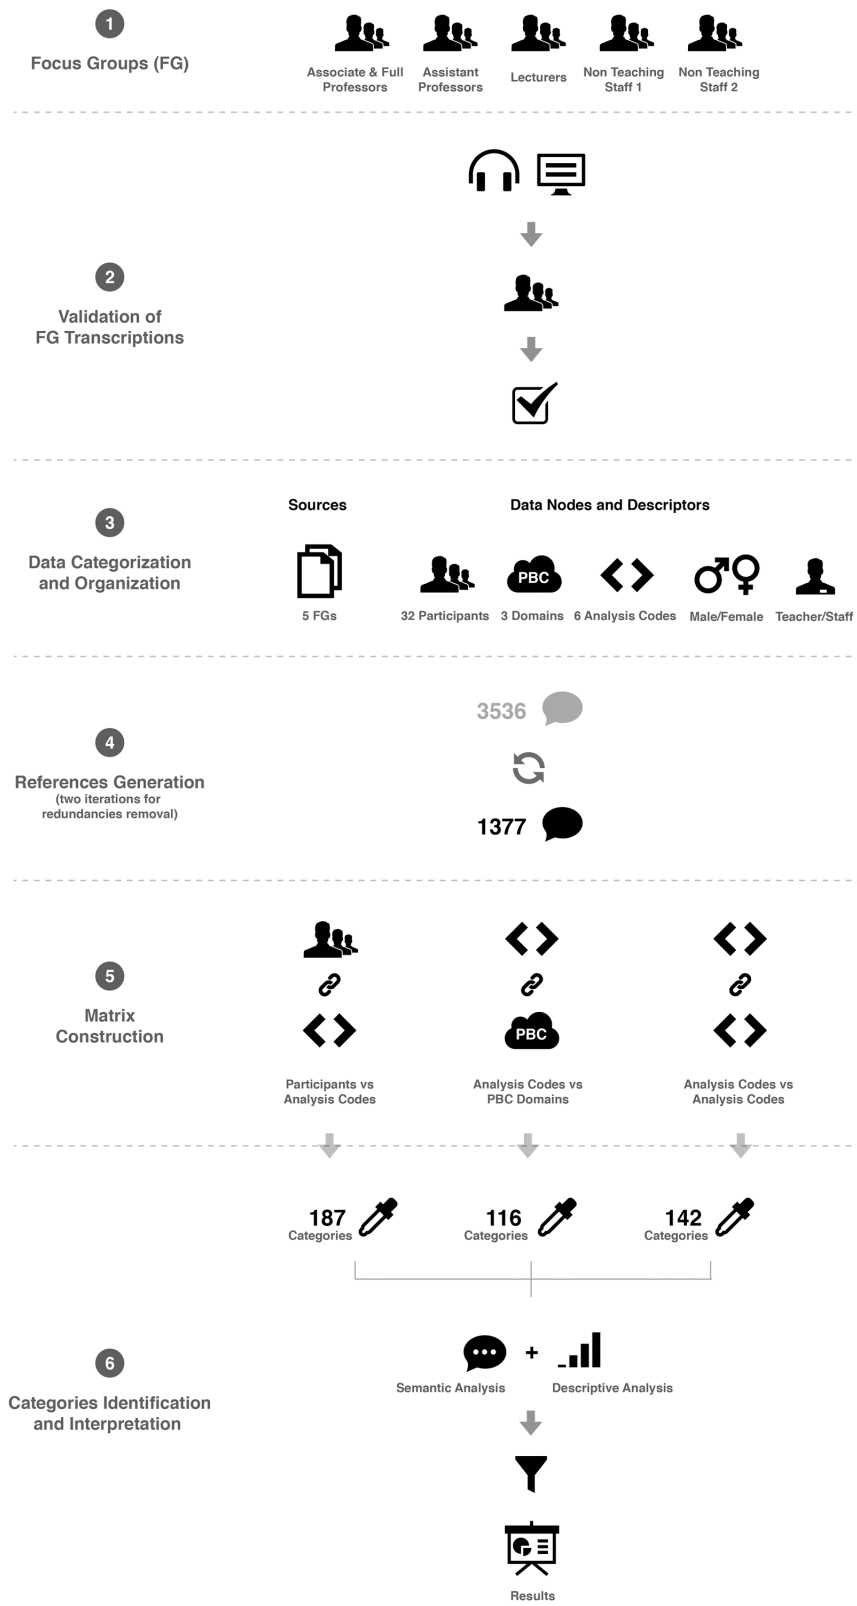 1
Focus Groups (FG)
Associate & Full
Professors
Assistant
Professors
Lecturers
Non Teaching
Staff 1
Non Teaching
Staff 2
2
Validation of
FG Transcriptions
3
Data Categorization
and Organization
Sources
Data Nodes and Descriptors
PBC
5 FGs
32 Participants
3 Domains
6 Analysis Codes
Male/Female
Teacher/Staff
4
References Generation
(two iterations for
redundancies removal)
3536
1377
5
Matrix
Construction
PBC
Participants vs
Analysis Codes
Analysis Codes vs
PBC Domains
Analysis Codes vs
Analysis Codes
187
Categories
116
Categories
142
Categories
6
Categories Identification
and Interpretation
+
Semantic Analysis
Descriptive Analysis
Results